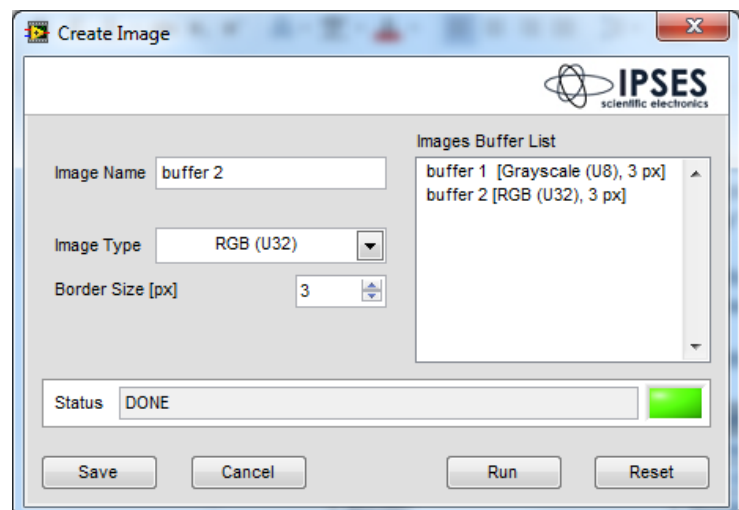 Create Image
IPSES
scientific electronics
Image Name buffer 2
Image Type RGB (U32)
Border Size [px] 3
Images Buffer List
buffer 1 [Grayscale (U8), 3 px]
buffer 2 [RGB (U32), 3 px]
Status DONE
Save Cancel Run Reset